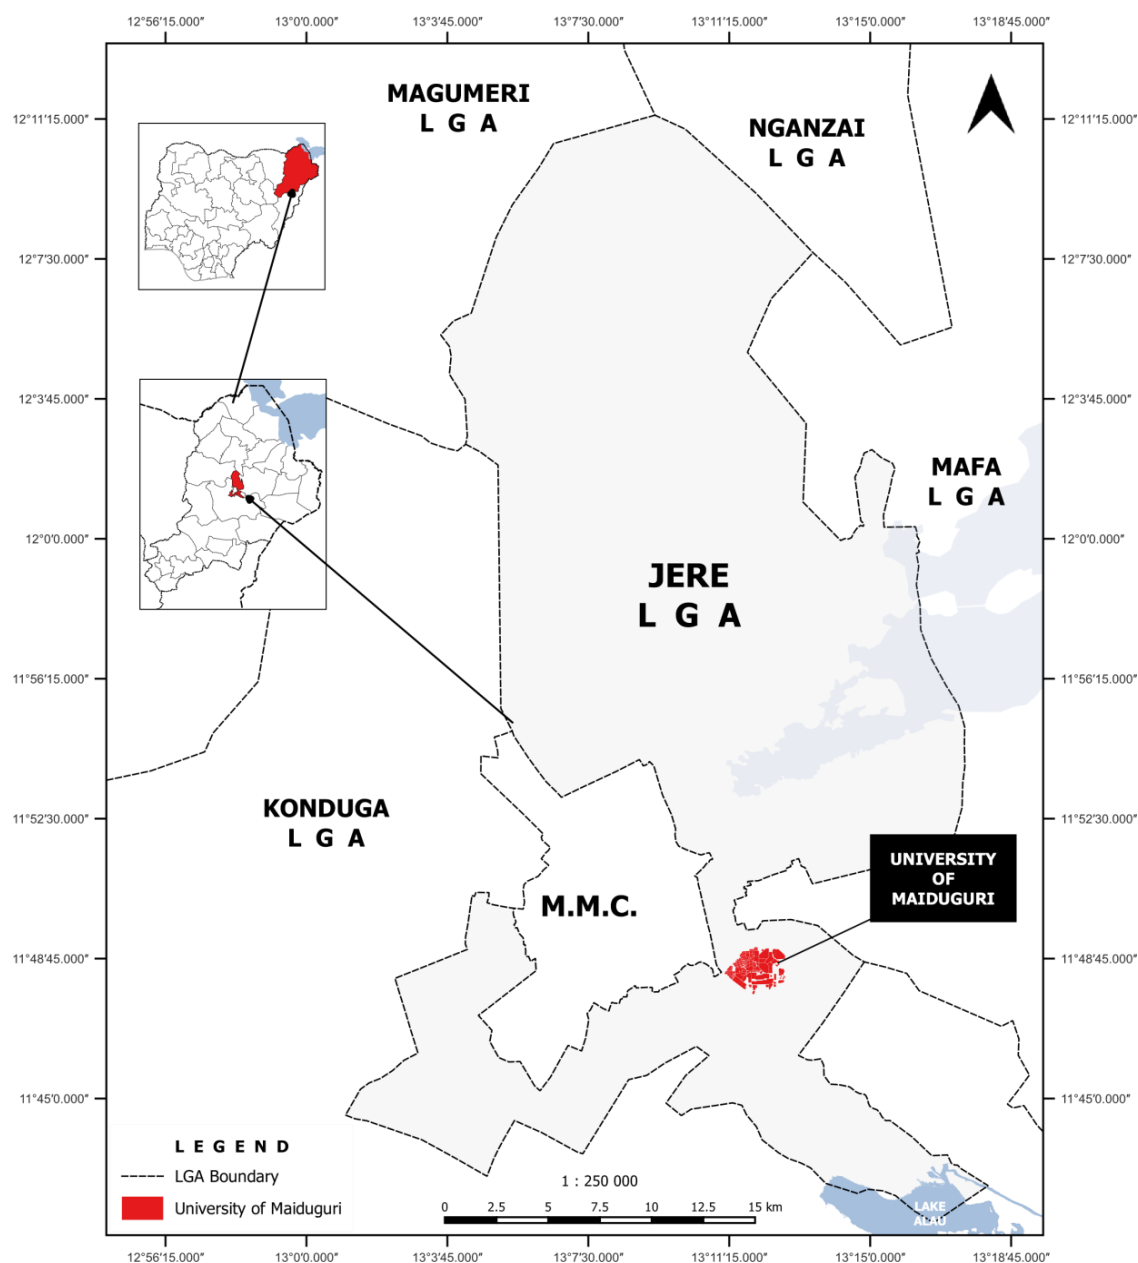 12°56'15.000" 13°0'0.000" 13°3'45.000" 13°7'30.000" 13°11'15.000" 13°15'0.000" 13°18'45.000"
MAGUMERI
L G A
NGANZAI
L G A
12°11'15.000" 12°11'15.000"
12°7'30.000" 12°7'30.000"
12°3'45.000" 12°3'45.000"
MAFA
L G A
12°0'0.000" 12°0'0.000"
JERE
L G A
11°56'15.000" 11°56'15.000"
KONDUGA
L G A
11°52'30.000" 11°52'30.000"
UNIVERSITY
OF
MAIDUGURI
M.M.C.
11°48'45.000" 11°48'45.000"
11°45'0.000" 11°45'0.000"
LEGEND
LGA Boundary
University of Maiduguri
1 : 250 000
0 2.5 5 7.5 10 12.5 15 km
LAKE
ALAU
12°56'15.000" 13°0'0.000" 13°3'45.000" 13°7'30.000" 13°11'15.000" 13°15'0.000" 13°18'45.000"